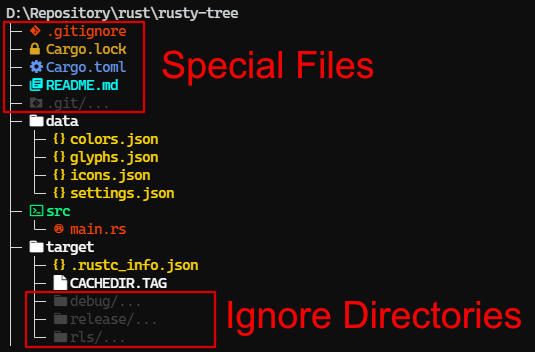 D:\Repository\rust\rusty-tree
.gitignore
Cargo.lock
Cargo.toml
README.md
.git/...
Special Files
data
{} colors.json
{} glyphs.json
{} icons.json
{} settings.json
src
main.rs
target
{} .rustc_info.json
CACHEDIR.TAG
debug/...
release/...
rls/...
Ignore Directories